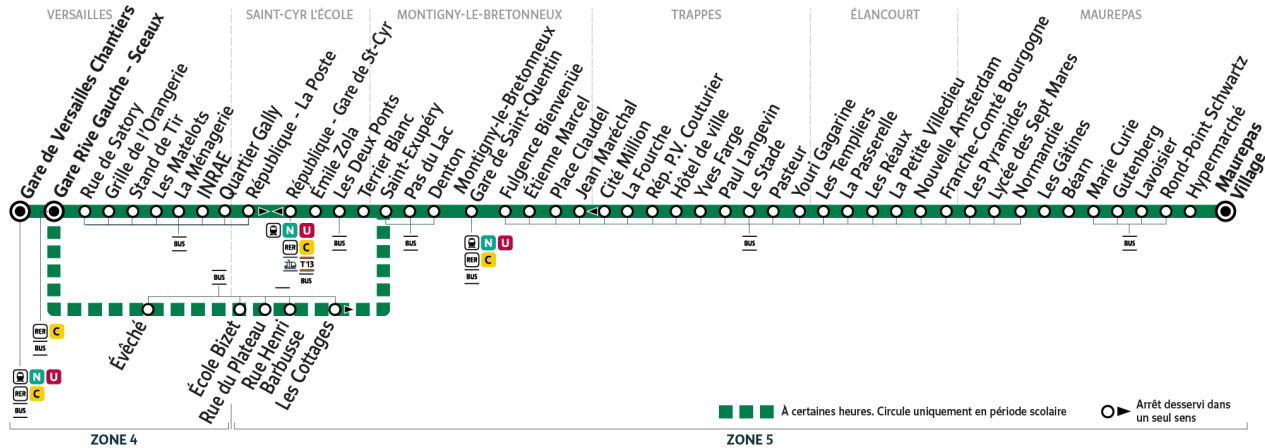 VERSAILLES
SAINT-CYR L'ÉCOLE
MONTIGNY-LE-BRETONNEUX
TRAPPES
ÉLANCOURT
MAUREPAS
Gare de Versailles Chantiers
Gare Rive Gauche - Sceaux
Rue de Satory
Grille de l'Orangerie
Stand de Tir
Les Matelots
La Ménagerie
INRAE
Quartier Gally
République - La Poste
République - Gare de St-Cyr
Émile Zola
Les Deux Ponts
Terrier Blanc
Saint-Exupéry
Pas du Lac
Denton
Montigny-le-Bretonneux
Gare de Saint-Quentin
Fulgence Bienvenüe
Étienne Marcel
Place Claudel
Jean Maréchal
Cité Million
La Fourche
Rép. P.V. Couturier
Hôtel de ville
Yves Farge
Paul Langevin
Le Stade
Pasteur
Youri Gagarine
Les Templiers
La Passerelle
Les Réaux
La Petite Villedieu
Nouvelle Amsterdam
Franche-Comté Bourgogne
Les Pyramides
Lycée des Sept Mares
Normandie
Les Gâtines
Béarn
Marie Curie
Gutenberg
Lavoisier
Rond-Point Schwartz
Hypermarché
Maurepas
Village
BUS
N U
RER C
T13
BUS
BUS
BUS
N U
RER C
BUS
BUS
BUS
BUS
Évêché
École Bizet
Rue du Plateau
Rue Henri
Barbusse
Les Cottages
RER C
BUS
N U
RER C
BUS
À certaines heures. Circule uniquement en période scolaire
Arrêt desservi dans
un seul sens
ZONE 4
ZONE 5